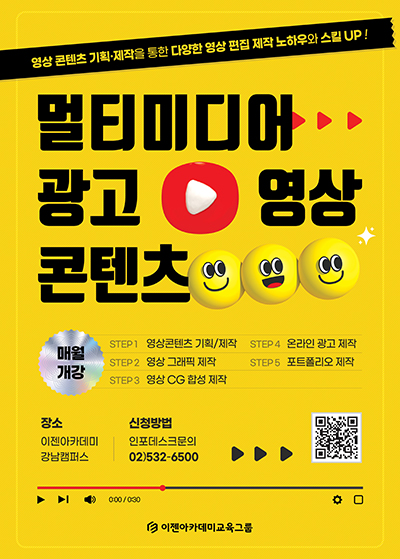 영상 콘텐츠 기획·제작을 통한 다양한 영상 편집 제작 노하우와 스킬 UP !
멀티미디어
광고 영상
콘텐츠
매월
개강
STEP 1 영상콘텐츠 기획/제작
STEP 2 영상 그래픽 제작
STEP 3 영상 CG 합성 제작
STEP 4 온라인 광고 제작
STEP 5 포트폴리오 제작
장소
이젠아카데미
강남캠퍼스
신청방법
인포데스크문의
02)532-6500
0:00 / 0:30
이젠아카데미교육그룹